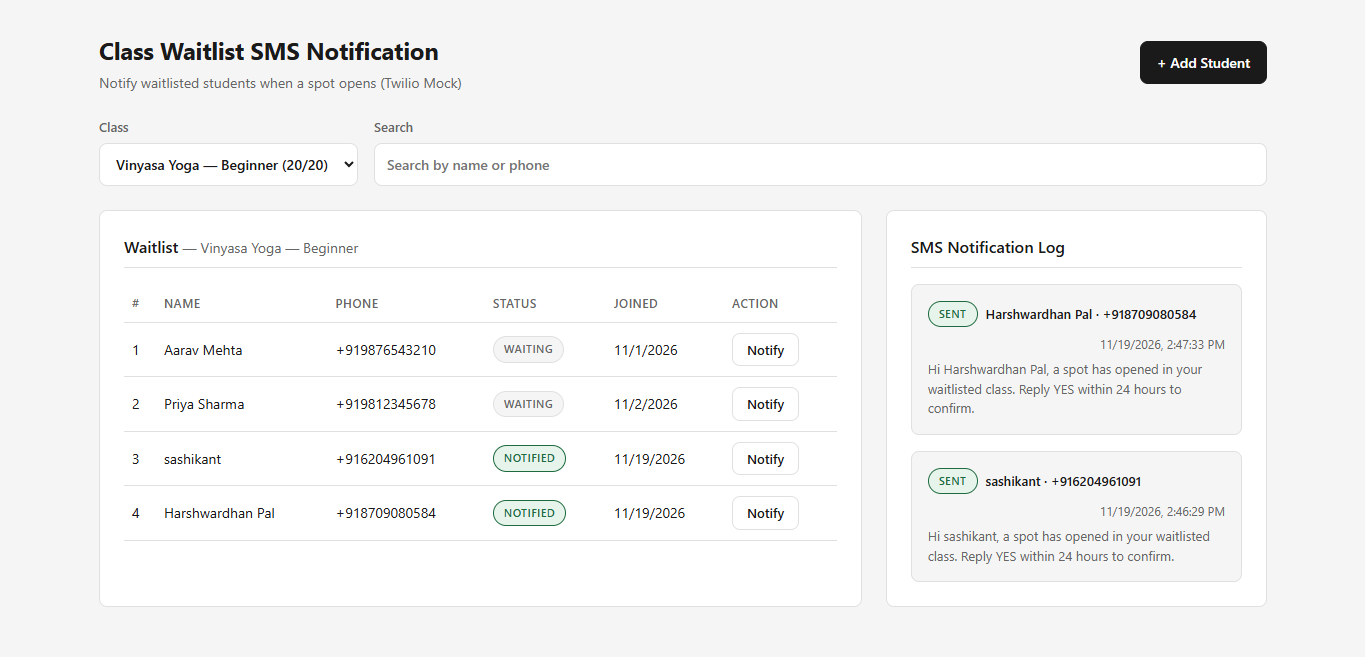 Class Waitlist SMS Notification
Notify waitlisted students when a spot opens (Twilio Mock)
+ Add Student
Class
Search
Vinyasa Yoga — Beginner (20/20)
Search by name or phone
Waitlist — Vinyasa Yoga — Beginner
# NAME PHONE STATUS JOINED ACTION
1 Aarav Mehta +919876543210 WAITING 11/1/2026 Notify
2 Priya Sharma +919812345678 WAITING 11/2/2026 Notify
3 sashikant +916204961091 NOTIFIED 11/19/2026 Notify
4 Harshwardhan Pal +918709080584 NOTIFIED 11/19/2026 Notify
SMS Notification Log
SENT Harshwardhan Pal · +918709080584
11/19/2026, 2:47:33 PM
Hi Harshwardhan Pal, a spot has opened in your
waitlisted class. Reply YES within 24 hours to
confirm.
SENT sashikant · +916204961091
11/19/2026, 2:46:29 PM
Hi sashikant, a spot has opened in your waitlisted
class. Reply YES within 24 hours to confirm.